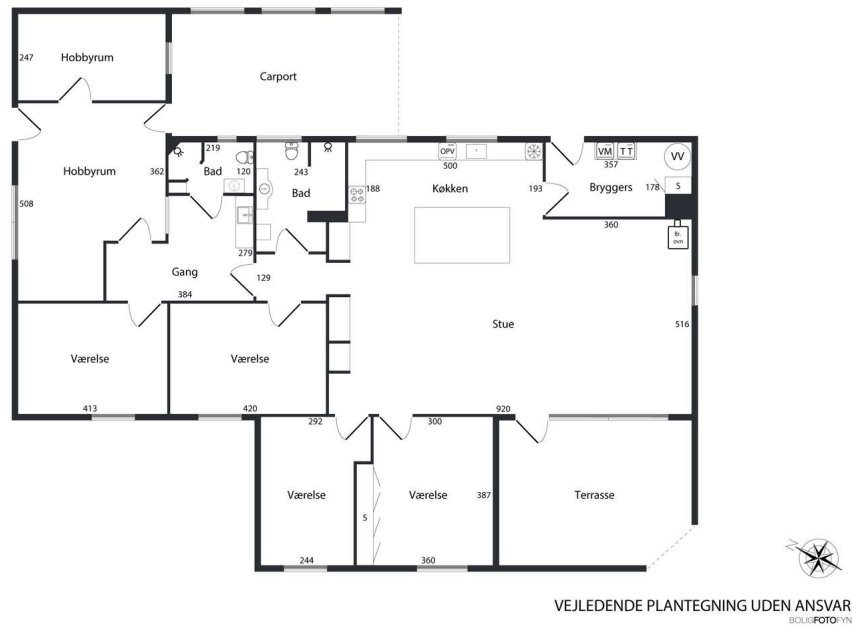 247
Hobbyrum
Carport
Hobbyrum
362
508
219
Bad
120
243
Bad
OPV
500
188
Køkken
193
VM
TT
357
VV
Bryggers
178
S
360
Br.
ovn
279
129
Gang
384
Stue
516
Værelse
Værelse
413
420
292
300
920
Værelse
Værelse
387
Terrasse
S
244
360
N
VEJLEDENDE PLANTEGNING UDEN ANSVAR
BOLIGFOTOFYN